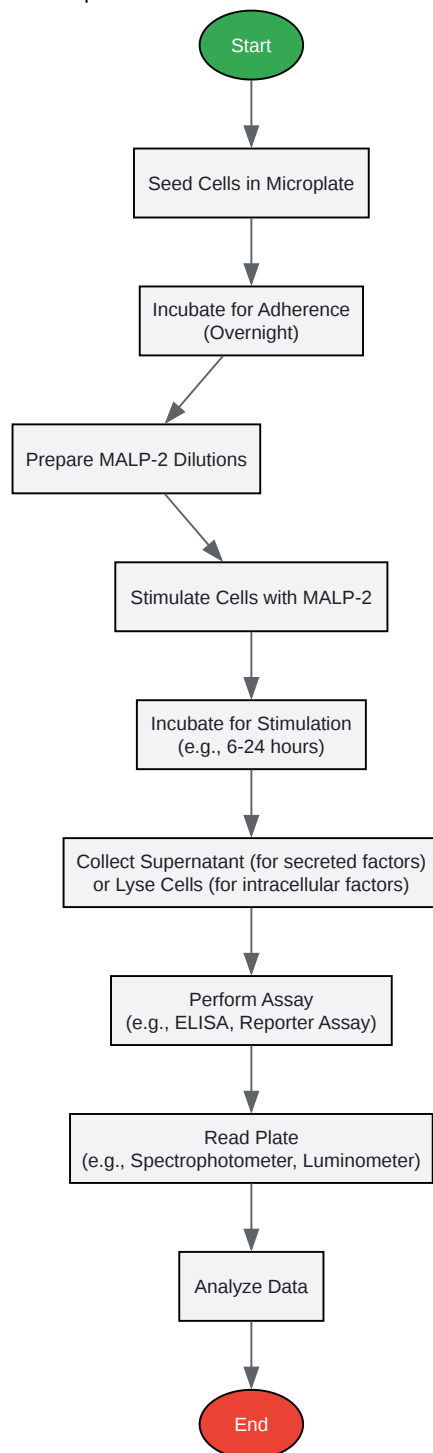 Start
Seed Cells in Microplate
Incubate for Adherence
(Overnight)
Prepare MALP-2 Dilutions
Stimulate Cells with MALP-2
Incubate for Stimulation
(e.g., 6-24 hours)
Collect Supernatant (for secreted factors)
or Lyse Cells (for intracellular factors)
Perform Assay
(e.g., ELISA, Reporter Assay)
Read Plate
(e.g., Spectrophotometer, Luminometer)
Analyze Data
End